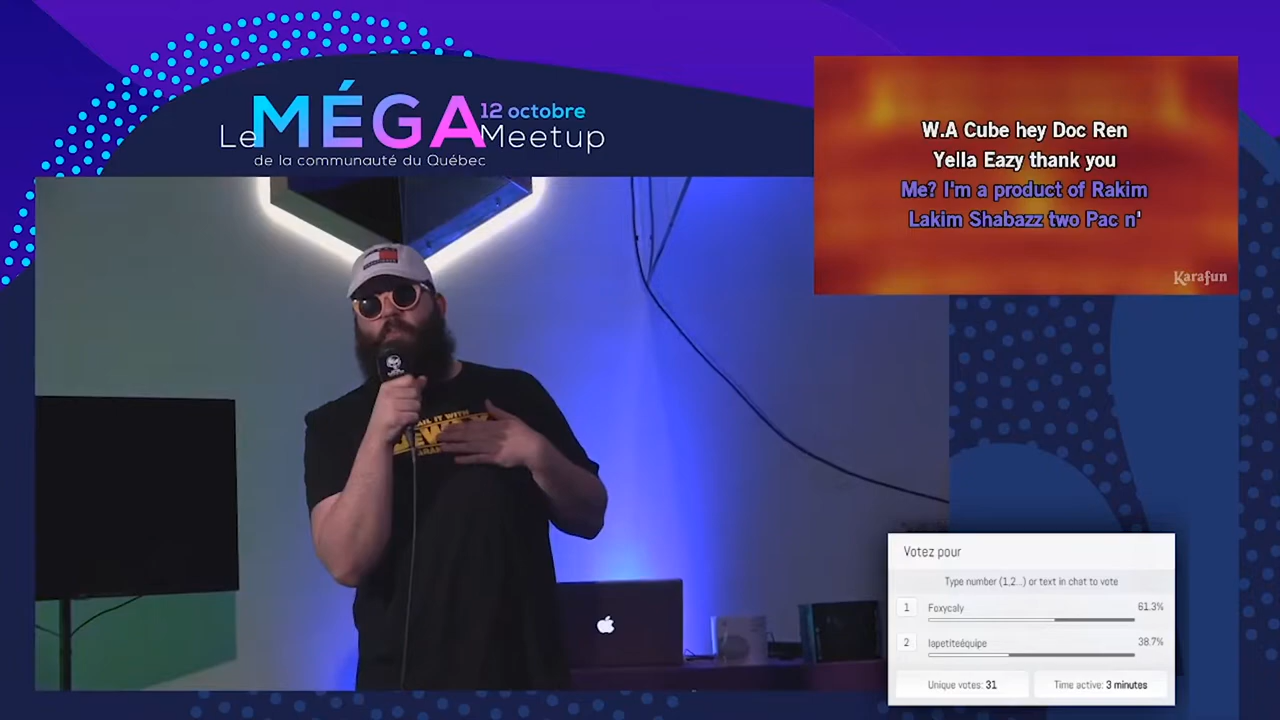 Le MÉGA Meetup
12 octobre
de la communauté du Québec
W.A Cube hey Doc Ren
Yella Eazy thank you
Me? I'm a product of Rakim
Lakim Shabazz two Pac n'
Karafun
IT WITH
Votez pour
Type number (1,2...) or text in chat to vote
1 Foxycaly 61.3%
2 lapetiteéquipe 38.7%
Unique votes: 31 Time active: 3 minutes